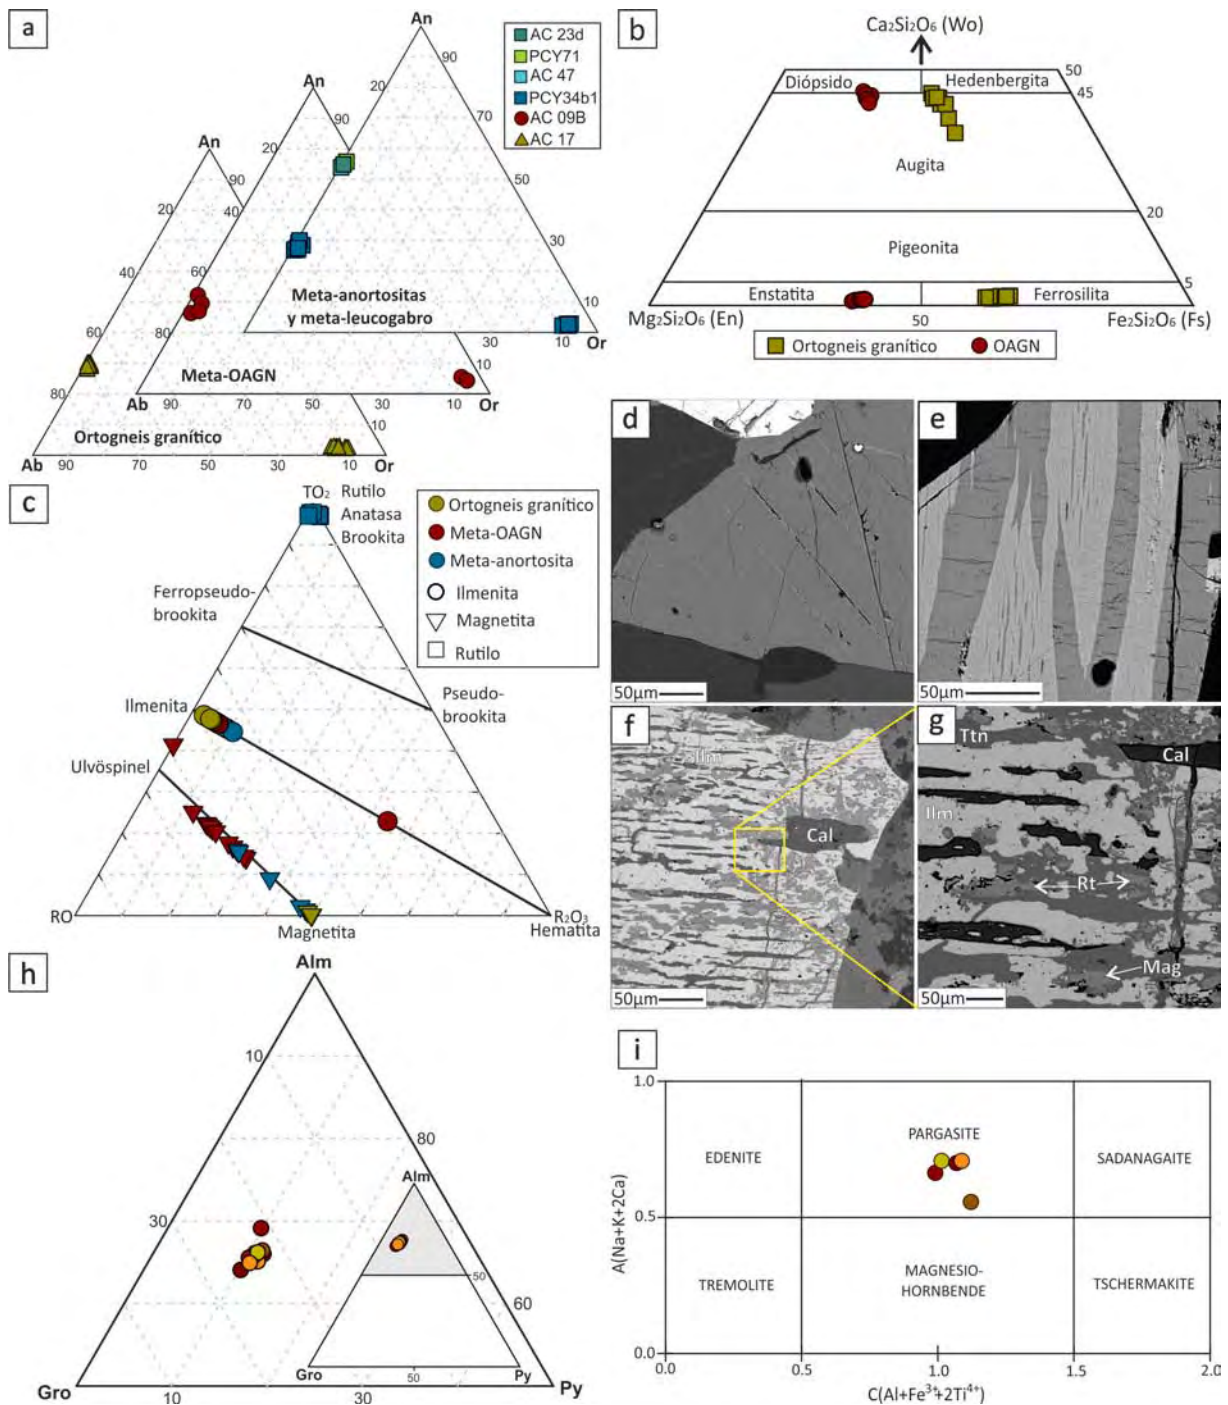 a
An
90
20
70
50
30
10
Or
10
30
AC 23d
PCY71
AC 47
PCY34b1
AC 09B
AC 17
Meta-anortositas
y meta-leucogabro
An
90
20
40
60
80
Meta-OAGN
Ab
90
70
50
30
10
Or
10
An
90
20
40
60
80
Ortogneis granítico
Ab
90
70
50
30
10
Or
10
b
Ca₂Si₂O₆ (Wo)
Diópsido
Hedenbergita
50
45
Augita
20
Pigeonita
5
Enstatita
Ferrosilita
Mg₂Si₂O₆ (En)
50
Fe₂Si₂O₆ (Fs)
Ortogneis granítico
OAGN
c
TO₂
Rutilo
Anatasa
Brookita
Ferropseudo-
brookita
Pseudo-
brookita
Ilmenita
Ulvöspinel
RO
Magnetita
R₂O₃
Hematita
Ortogneis granítico
Meta-OAGN
Meta-anortosita
Ilmenita
Magnetita
Rutilo
d
50µm
e
50µm
f
Ilm
Cal
50µm
g
Ttn
Cal
Ilm
Rt
Mag
50µm
h
Alm
10
80
30
60
Gro
10
30
Py
Alm
50
Gro
50
Py
i
1.0
0.5
0.0
A(Na+K+2Ca)
EDENITE
PARGASITE
SADANAGAITE
TREMOLITE
MAGNESIO-
HORNBENDE
TSCHERMAKITE
0.0
0.5
1.0
1.5
2.0
C(Al+Fe³⁺+2Ti⁴⁺)